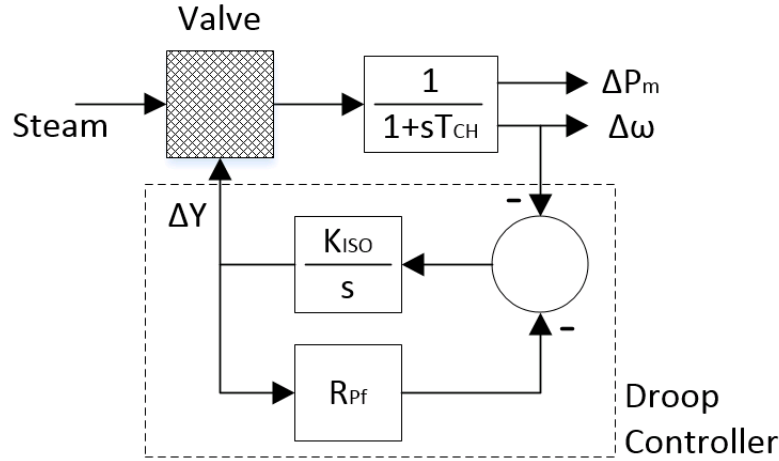 Valve
Steam
1
1+sTCH
ΔPm
Δω
ΔY
-
KISO
s
-
RPf
Droop
Controller